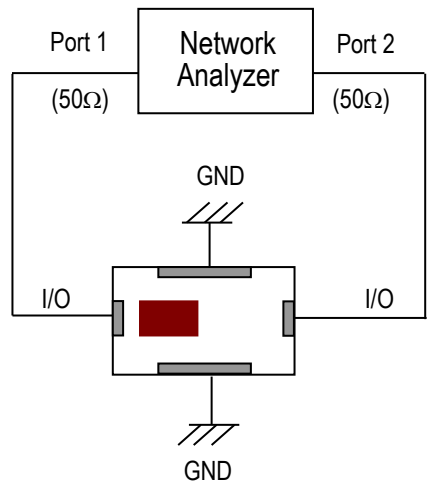 Port 1
Network
Analyzer
Port 2
(50Ω)
(50Ω)
GND
I/O
I/O
GND